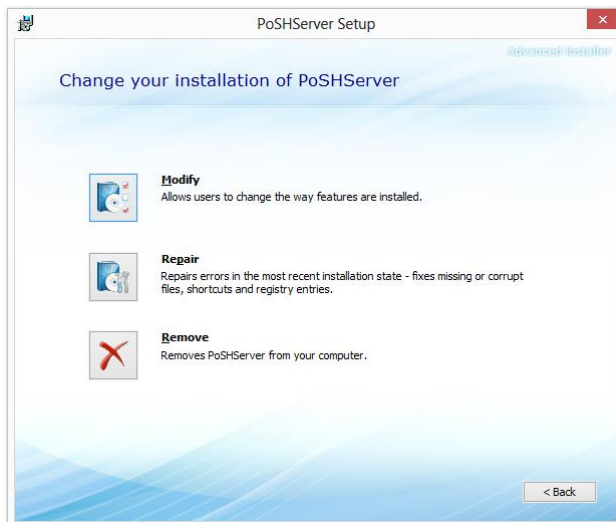 PoSHServer Setup
Advanced Installer
Change your installation of PoSHServer
Modify
Allows users to change the way features are installed.
Repair
Repairs errors in the most recent installation state - fixes missing or corrupt
files, shortcuts and registry entries.
Remove
Removes PoSHServer from your computer.
< Back